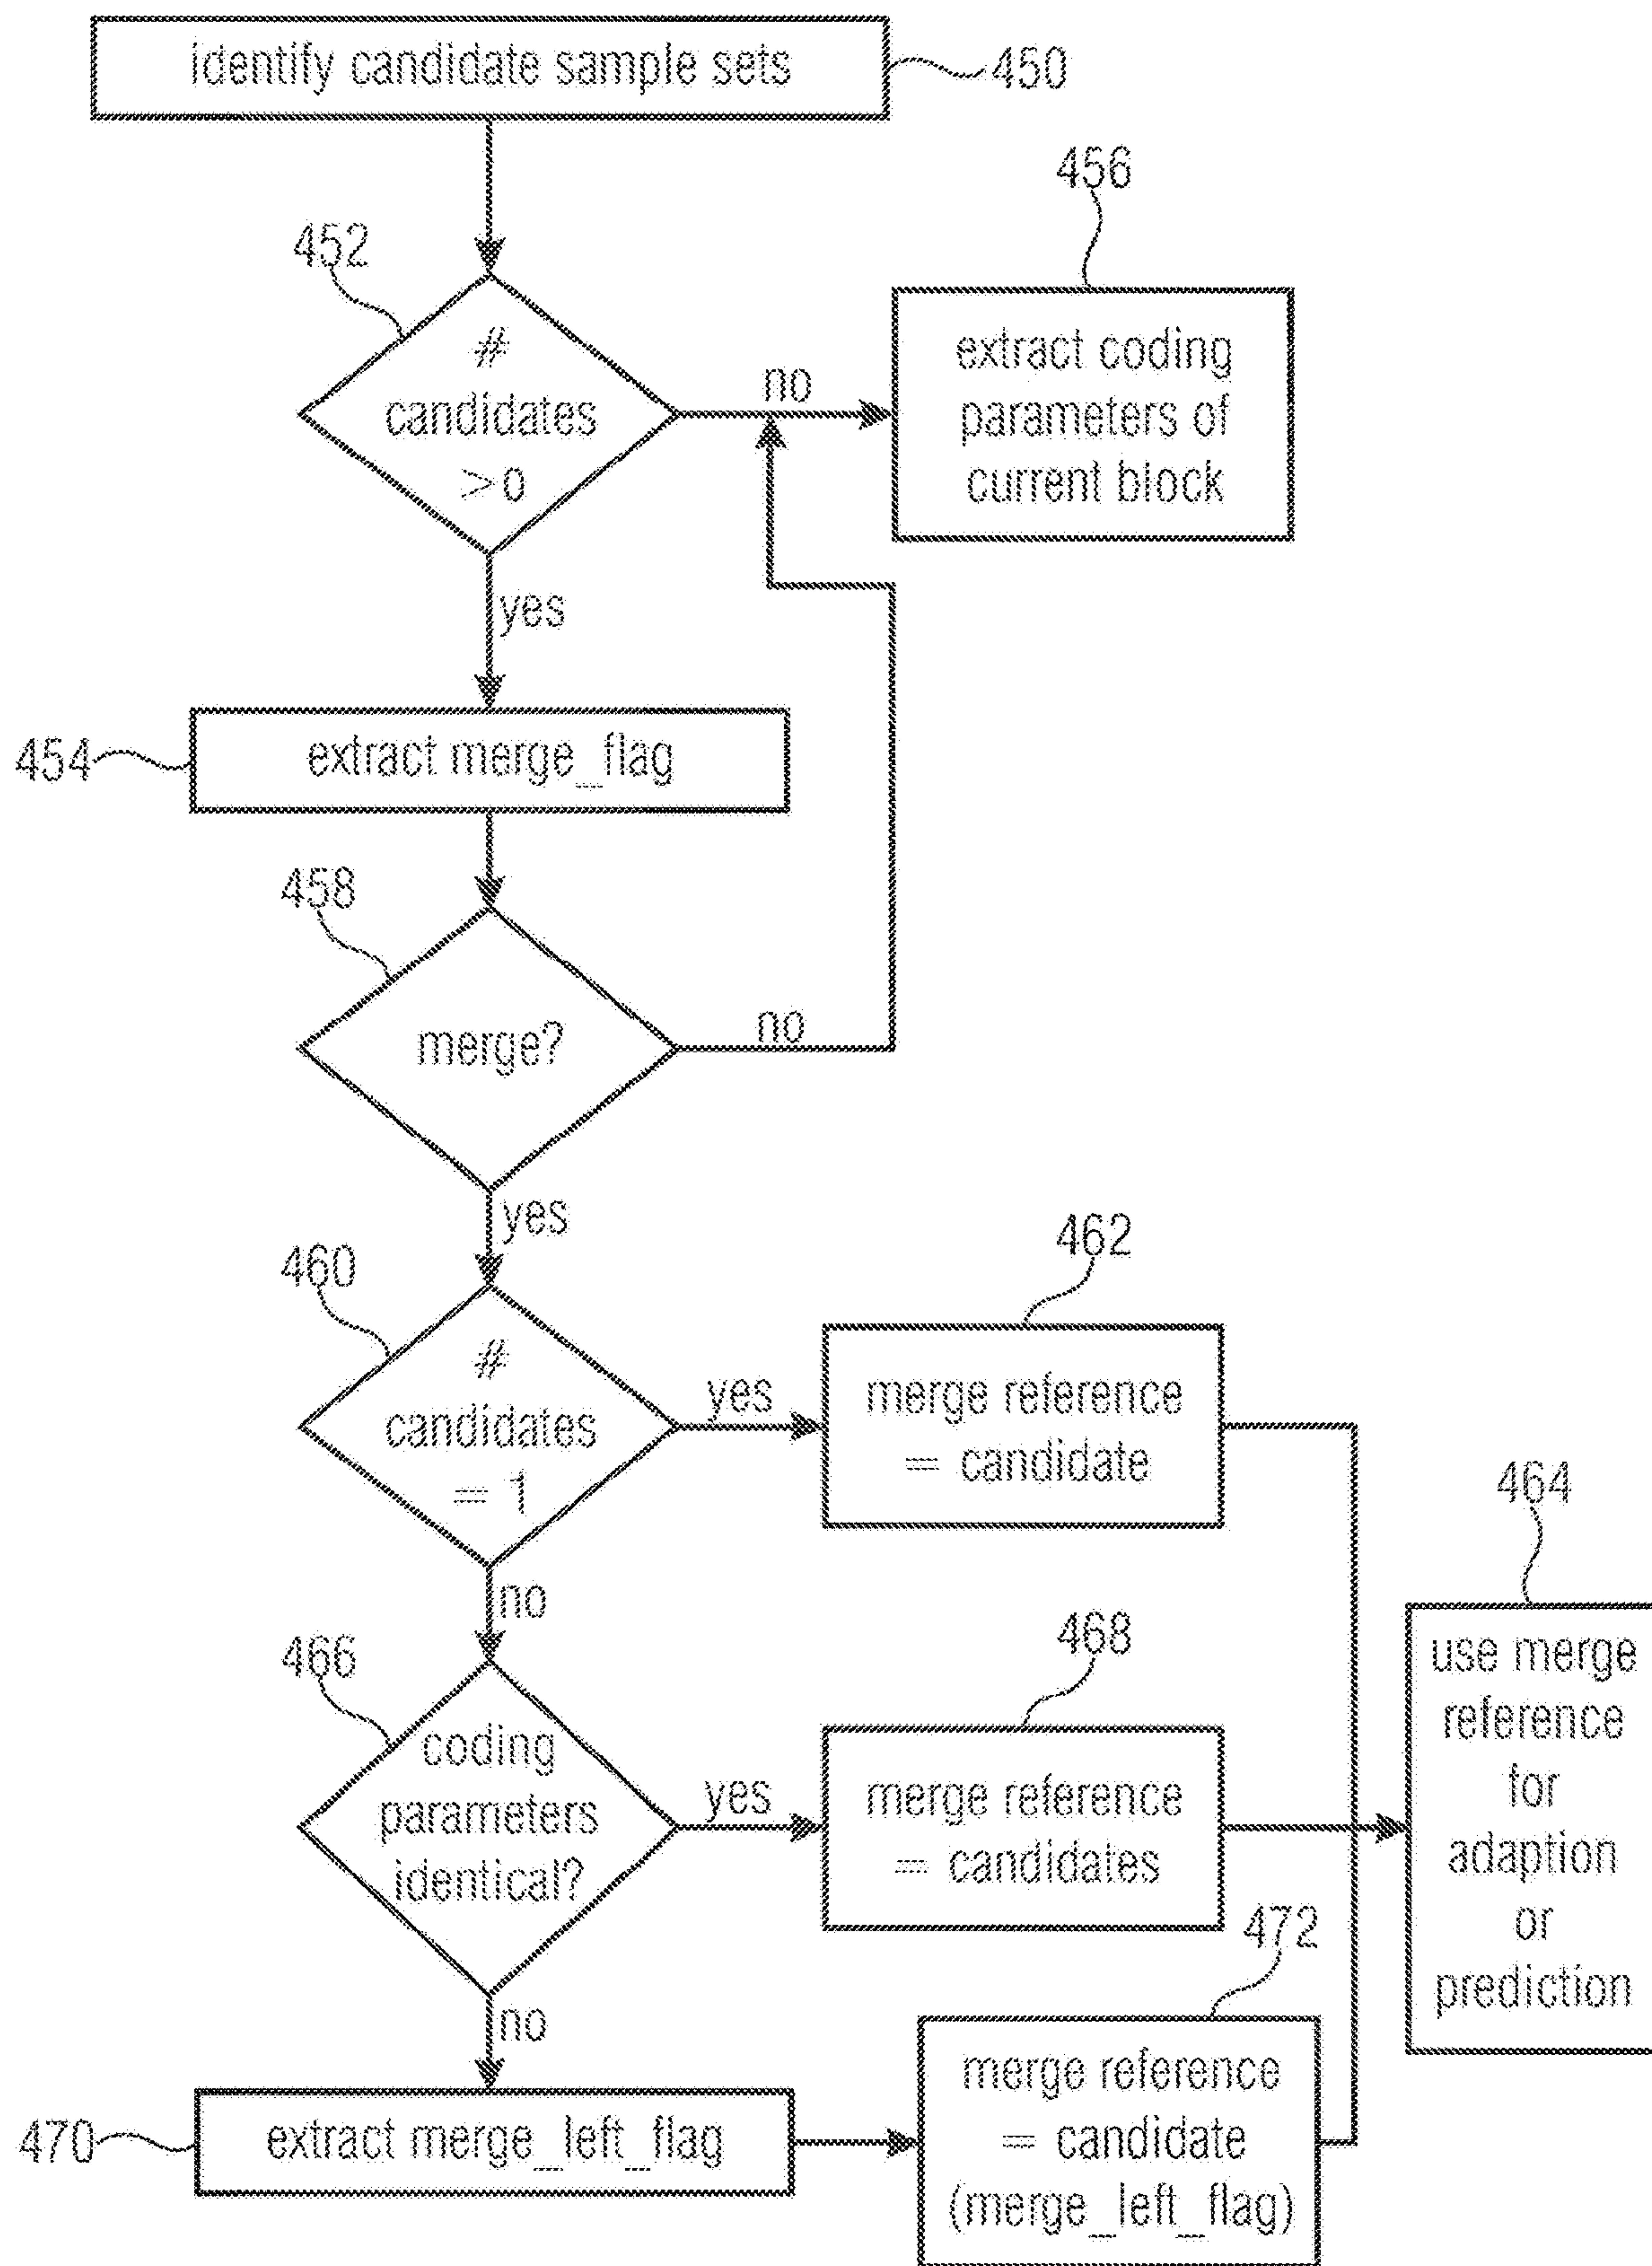 identify candidate sample sets
450
456
452
#
candidates
>0
no
extract coding
parameters of
current block
yes
454
extract merge_flag
458
merge?
no
yes
460
462
#
candidates
= 1
yes
merge reference
= candidate
464
no
466
468
coding
parameters
identical?
yes
merge reference
= candidates
use merge
reference
for
adaption
or
prediction
472
no
470
extract merge_left_flag
merge reference
= candidate
(merge_left_flag)